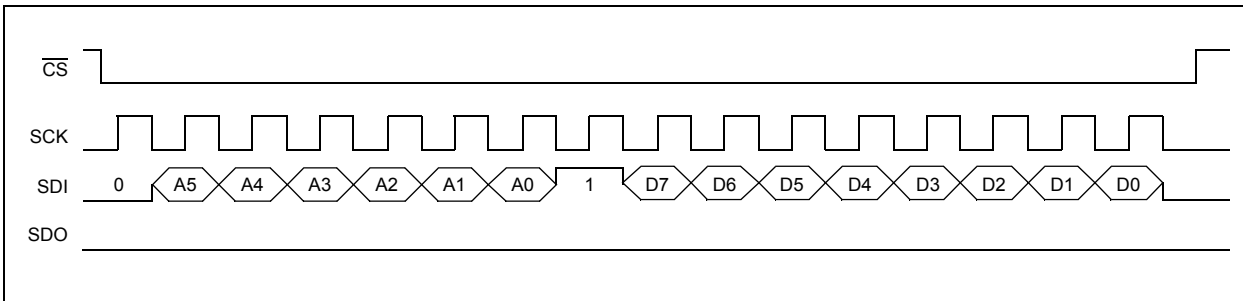 C̅S̅
SCK
SDI 0 A5 A4 A3 A2 A1 A0 1 D7 D6 D5 D4 D3 D2 D1 D0
SDO